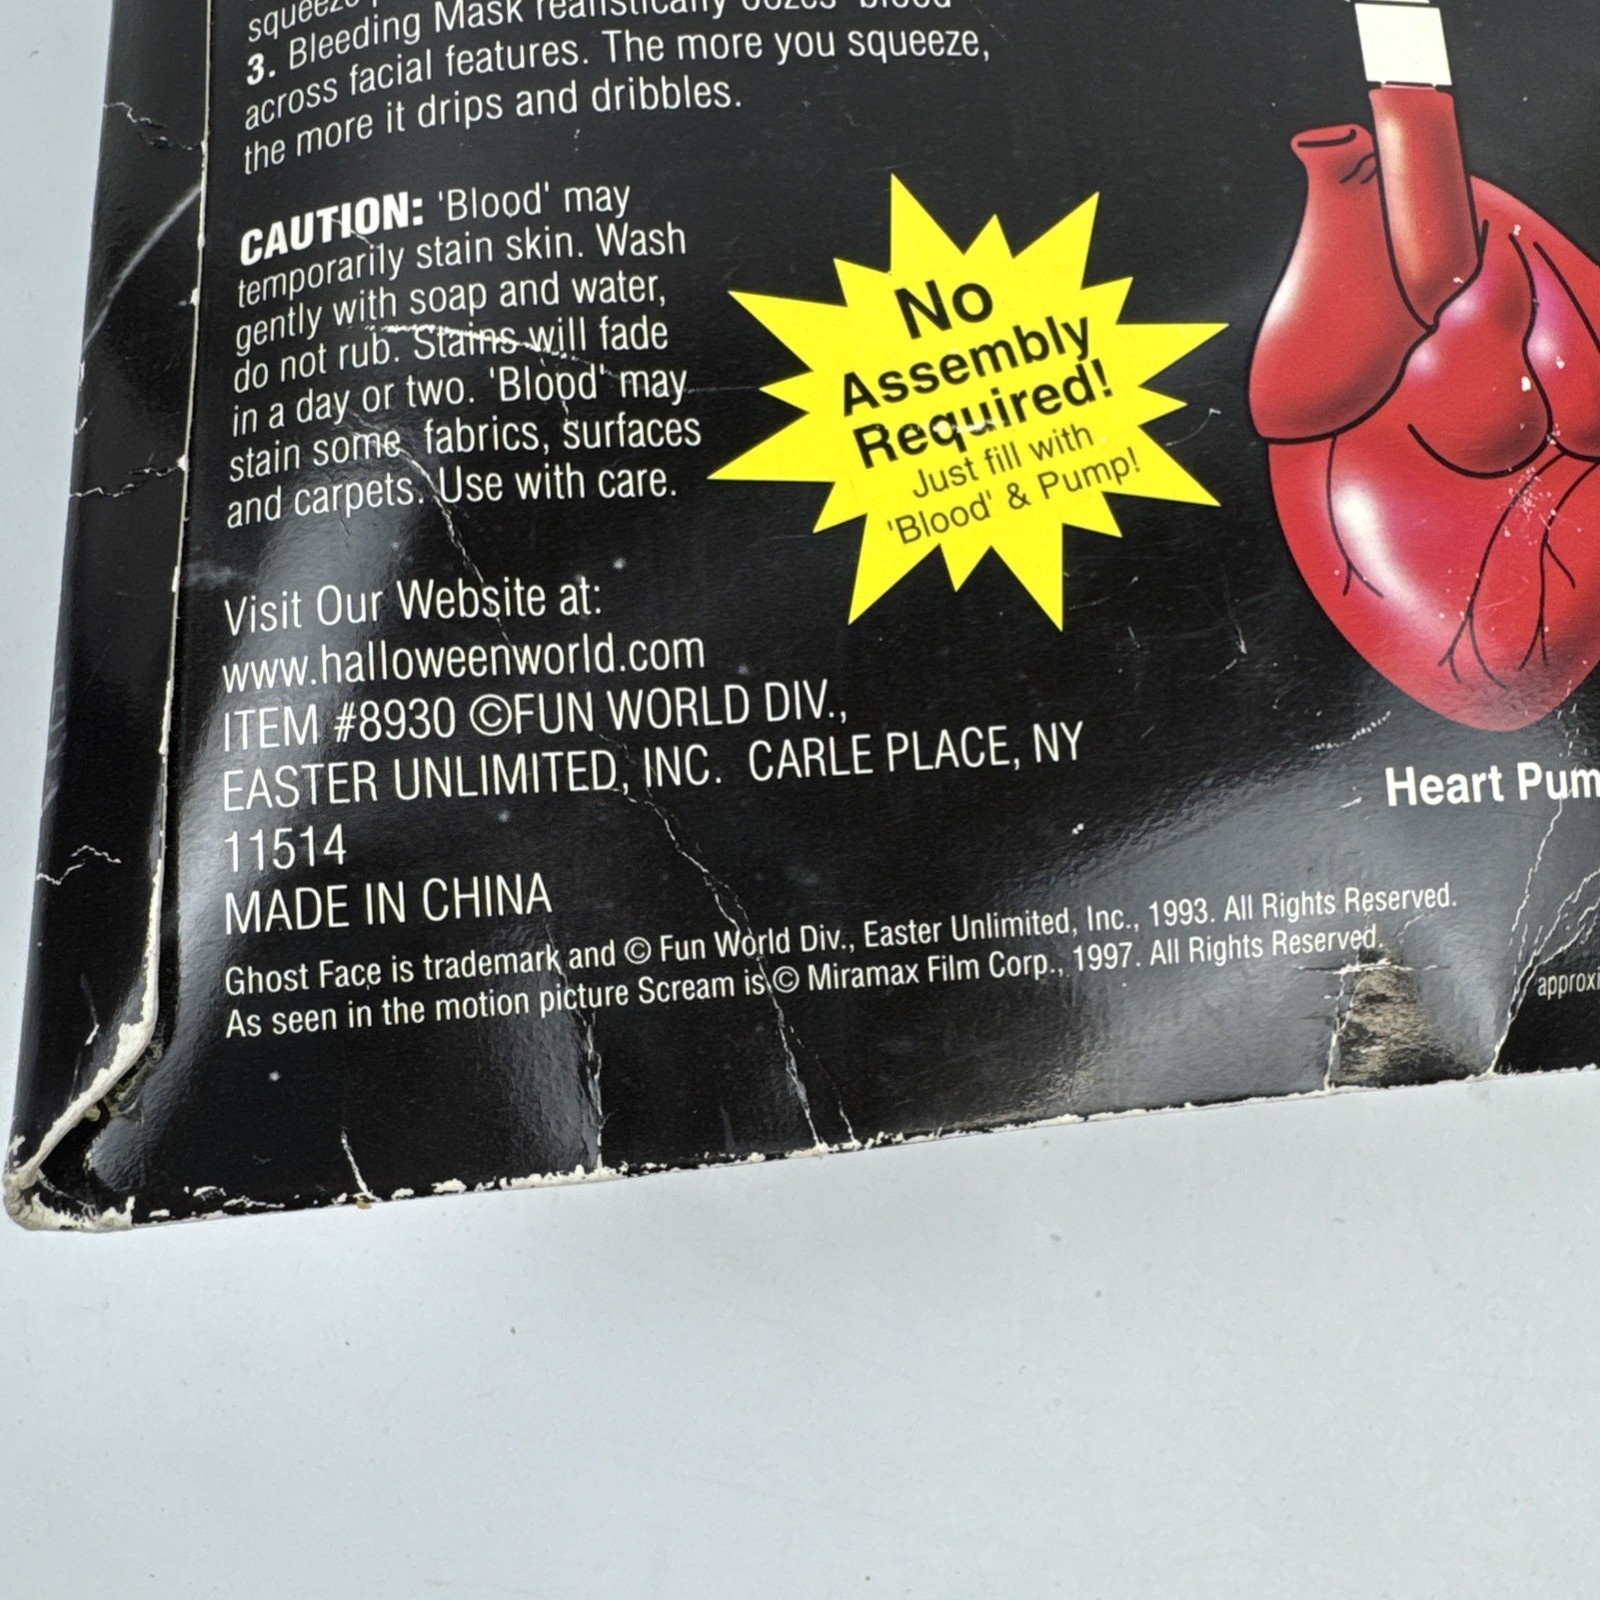 3. Bleeding Mask realistically oozes 'blood'
across facial features. The more you squeeze,
the more it drips and dribbles.
CAUTION: 'Blood' may
temporarily stain skin. Wash
gently with soap and water,
do not rub. Stains will fade
in a day or two. 'Blood' may
stain some fabrics, surfaces
and carpets. Use with care.
No
Assembly
Required!
Just fill with
'Blood' & Pump!
Visit Our Website at:
www.halloweenworld.com
ITEM #8930 ©FUN WORLD DIV.,
EASTER UNLIMITED, INC. CARLE PLACE, NY
11514
MADE IN CHINA
Heart Pum
Ghost Face is trademark and © Fun World Div., Easter Unlimited, Inc., 1993. All Rights Reserved.
As seen in the motion picture Scream is © Miramax Film Corp., 1997. All Rights Reserved.
approxi